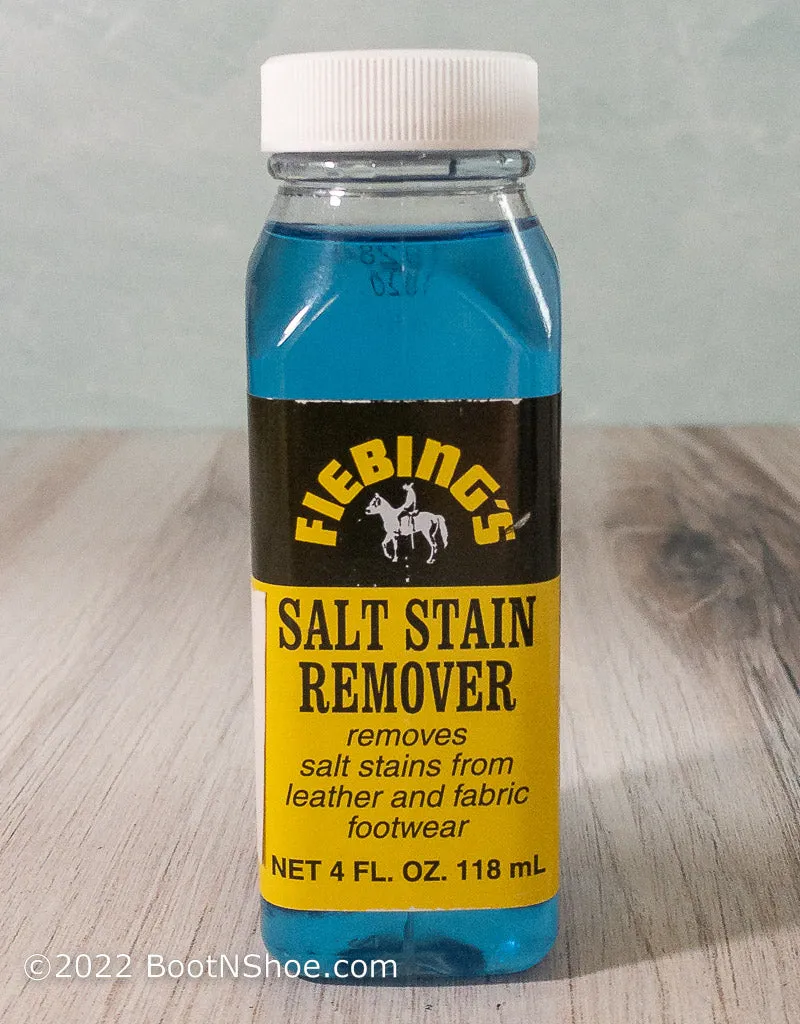 FIEBING'S
SALT STAIN
REMOVER
removes
salt stains from
leather and fabric
footwear
NET 4 FL. OZ. 118 mL
©2022 BootNShoe.com